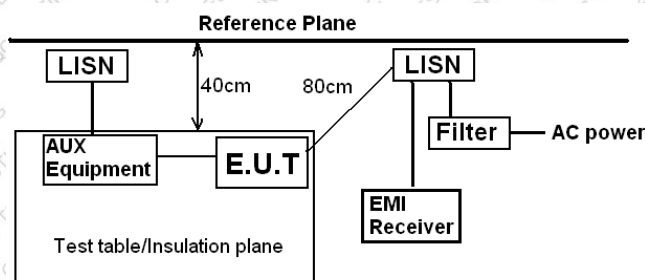 Reference Plane
LISN
40cm
80cm
LISN
Filter
AC power
AUX
Equipment
E.U.T
EMI
Receiver
Test table/Insulation plane